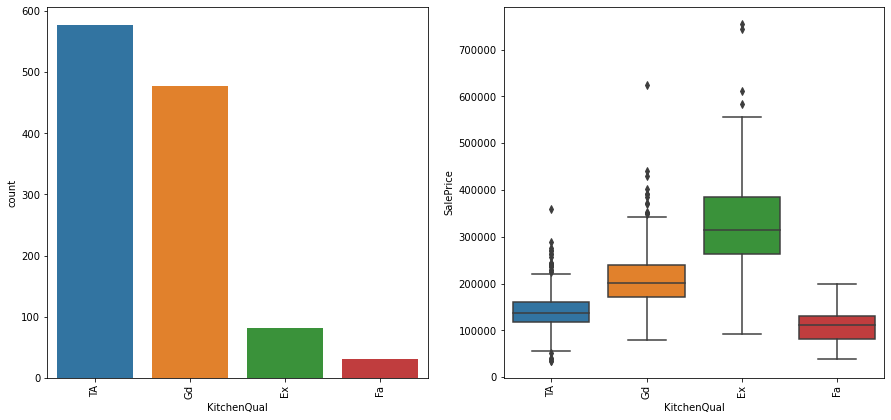 600
500
400
300
200
100
0
count
TA
Gd
Ex
Fa
KitchenQual
700000
600000
500000
400000
300000
200000
100000
0
SalePrice
TA
Gd
Ex
Fa
KitchenQual